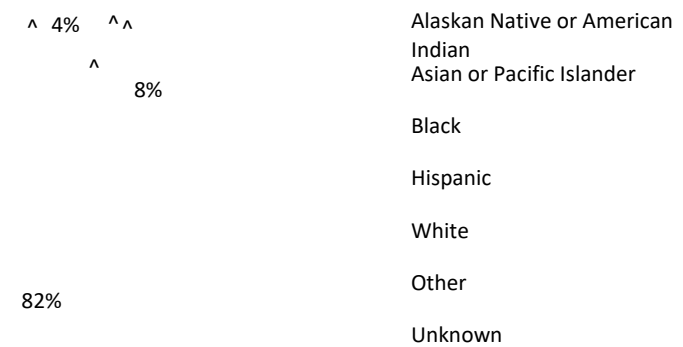 ^ 4% ^ ^
^
8%
82%
Alaskan Native or American
Indian
Asian or Pacific Islander
Black
Hispanic
White
Other
Unknown